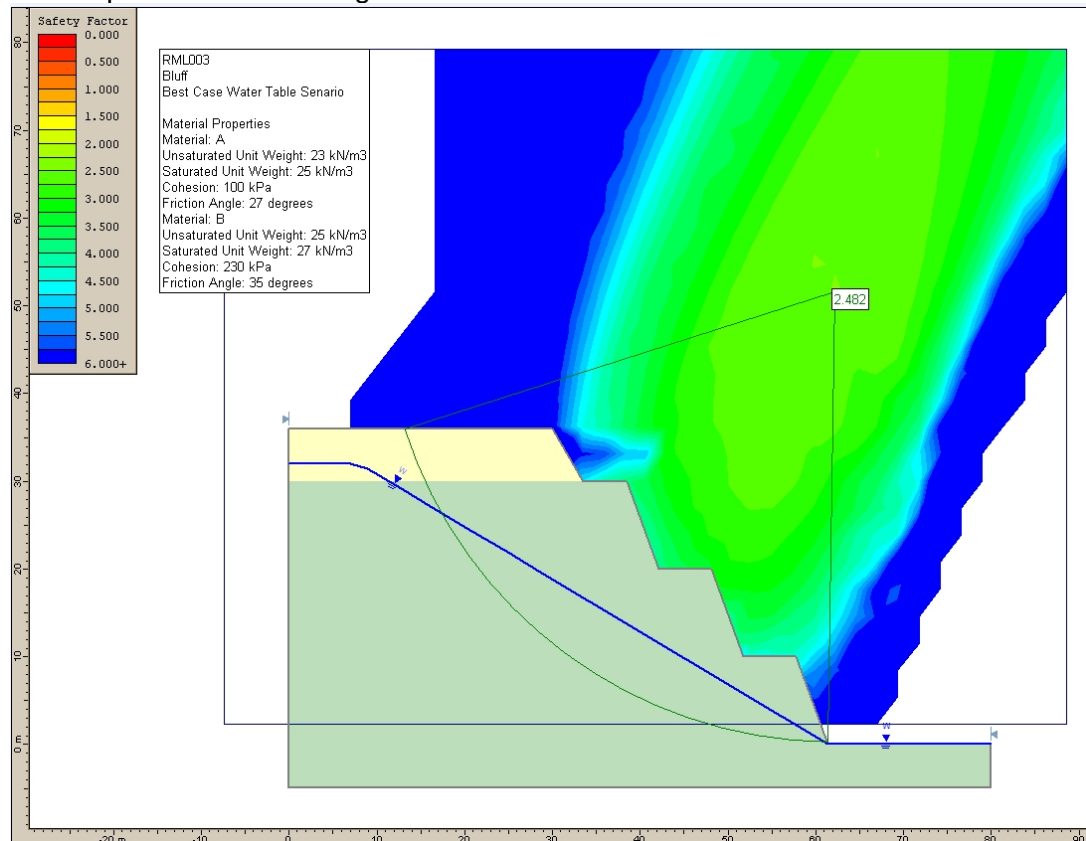 Safety Factor
0.000
0.500
1.000
1.500
2.000
2.500
3.000
3.500
4.000
4.500
5.000
5.500
6.000+
RML003
Bluff
Best Case Water Table Senario
Material Properties
Material: A
Unsaturated Unit Weight: 23 kN/m3
Saturated Unit Weight: 25 kN/m3
Cohesion: 100 kPa
Friction Angle: 27 degrees
Material: B
Unsaturated Unit Weight: 25 kN/m3
Saturated Unit Weight: 27 kN/m3
Cohesion: 230 kPa
Friction Angle: 35 degrees
2.482
W
W
80
70
60
50
40
30
20
10
0 m
-20 m
-10
0
10
20
30
40
50
60
70
80
90